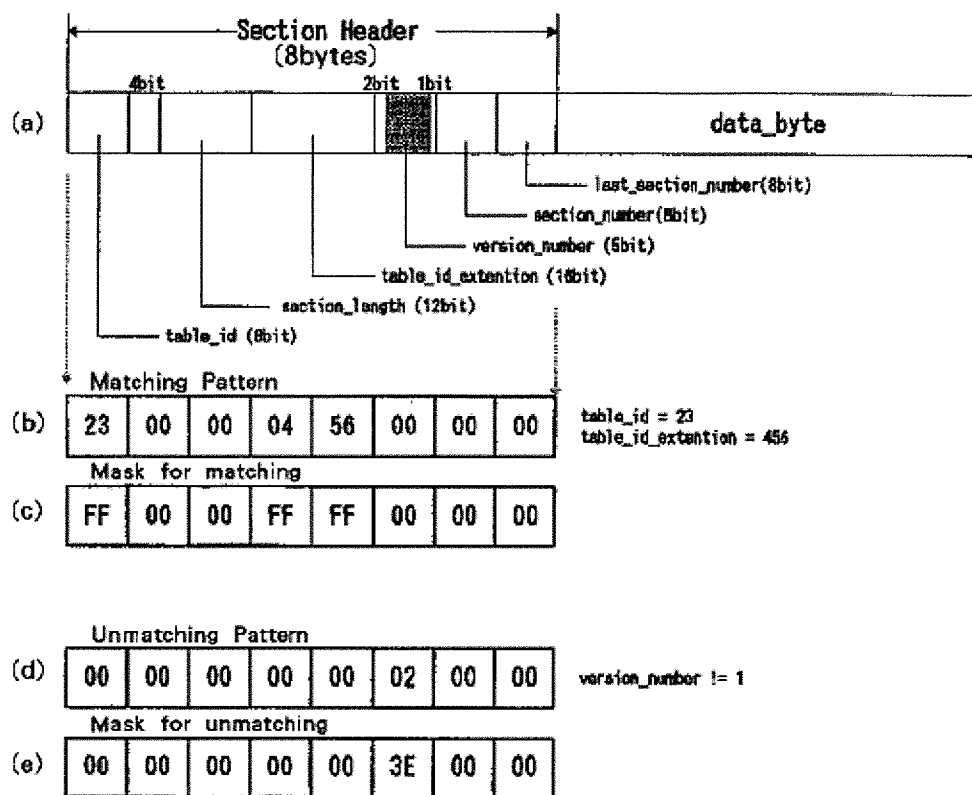 Section Header
(8bytes)
4bit 2bit 1bit
(a) data_byte
last_section_number(8bit)
section_number(8bit)
version_number (5bit)
table_id_extention (16bit)
section_length (12bit)
table_id (8bit)
Matching Pattern
(b) 23 00 00 04 56 00 00 00 table_id = 23
table_id_extention = 456
Mask for matching
(c) FF 00 00 FF FF 00 00 00
Unmatching Pattern
(d) 00 00 00 00 00 02 00 00 version_number != 1
Mask for unmatching
(e) 00 00 00 00 00 3E 00 00